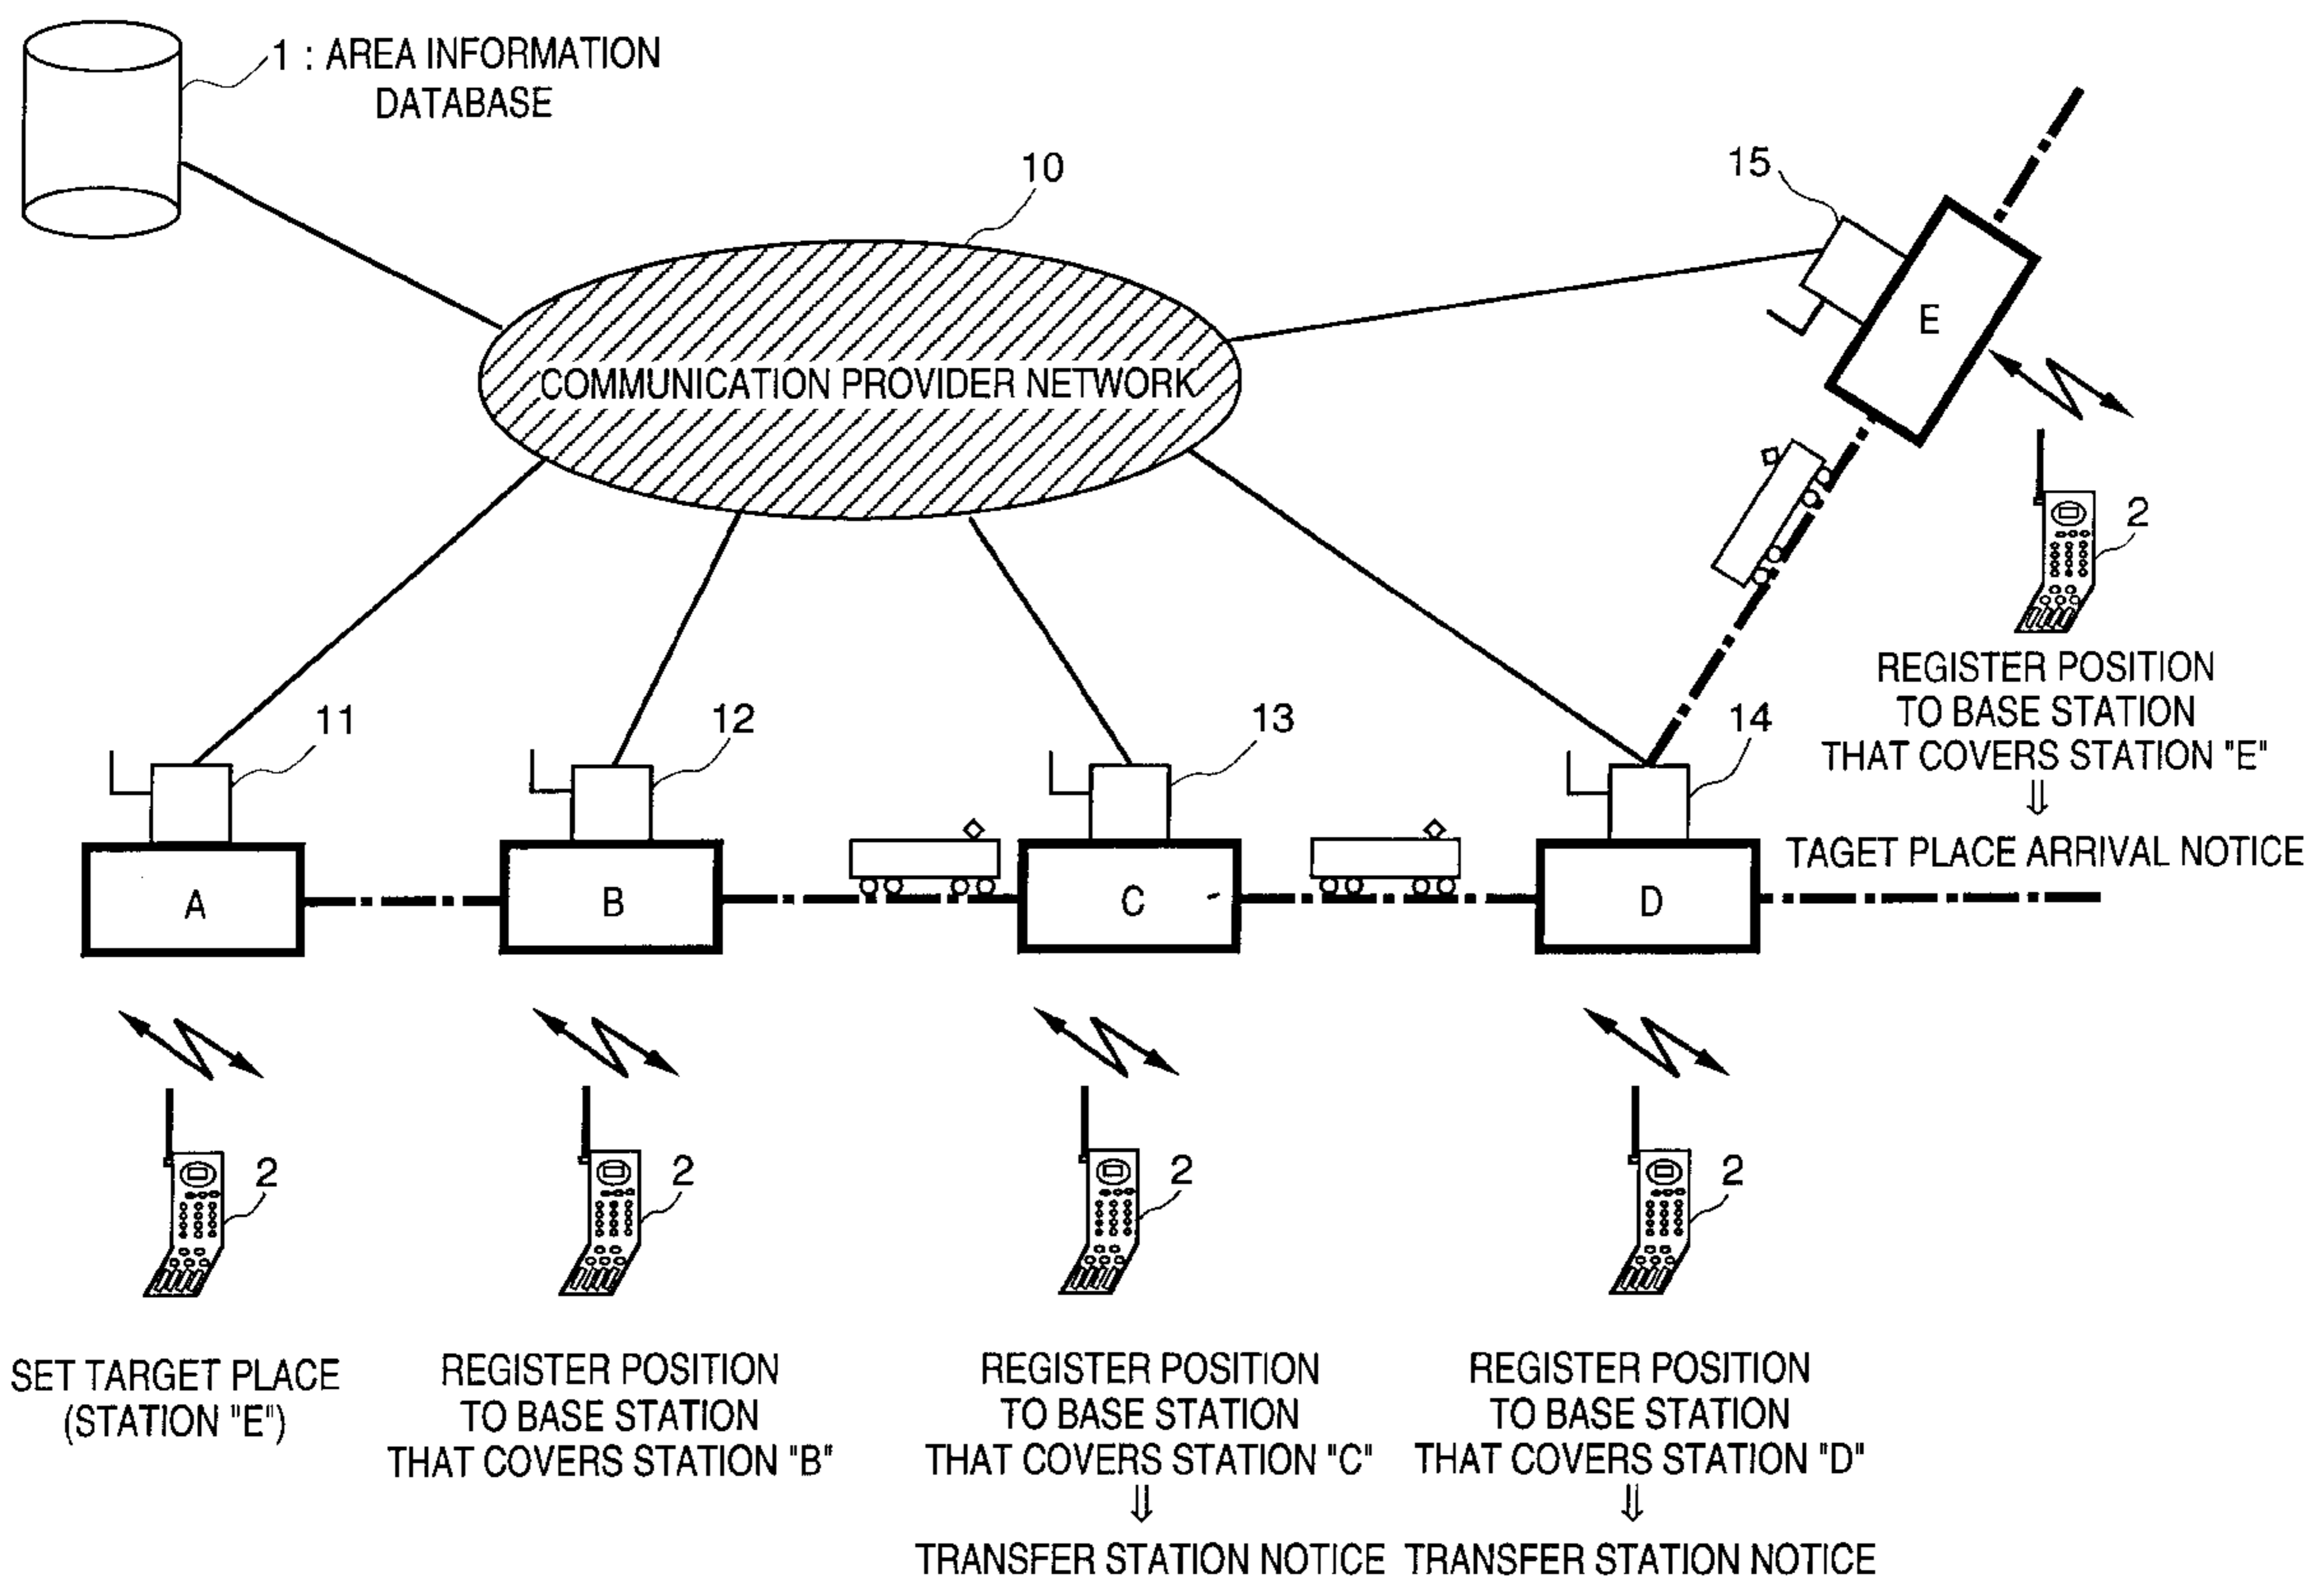 1 : AREA INFORMATION
DATABASE
10
15
COMMUNICATION PROVIDER NETWORK
E
2
REGISTER POSITION
TO BASE STATION
THAT COVERS STATION "E"
⇓
TAGET PLACE ARRIVAL NOTICE
11
12
13
14
A
B
C
D
2
2
2
2
SET TARGET PLACE
(STATION "E")
REGISTER POSITION
TO BASE STATION
THAT COVERS STATION "B"
REGISTER POSITION
TO BASE STATION
THAT COVERS STATION "C"
⇓
TRANSFER STATION NOTICE
REGISTER POSITION
TO BASE STATION
THAT COVERS STATION "D"
⇓
TRANSFER STATION NOTICE